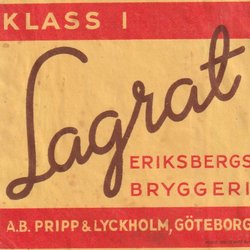 KLASS I
Lagrat
ERIKSBERGS
BRYGGERI
A.B. PRIPP & LYCKHOLM, GÖTEBORG